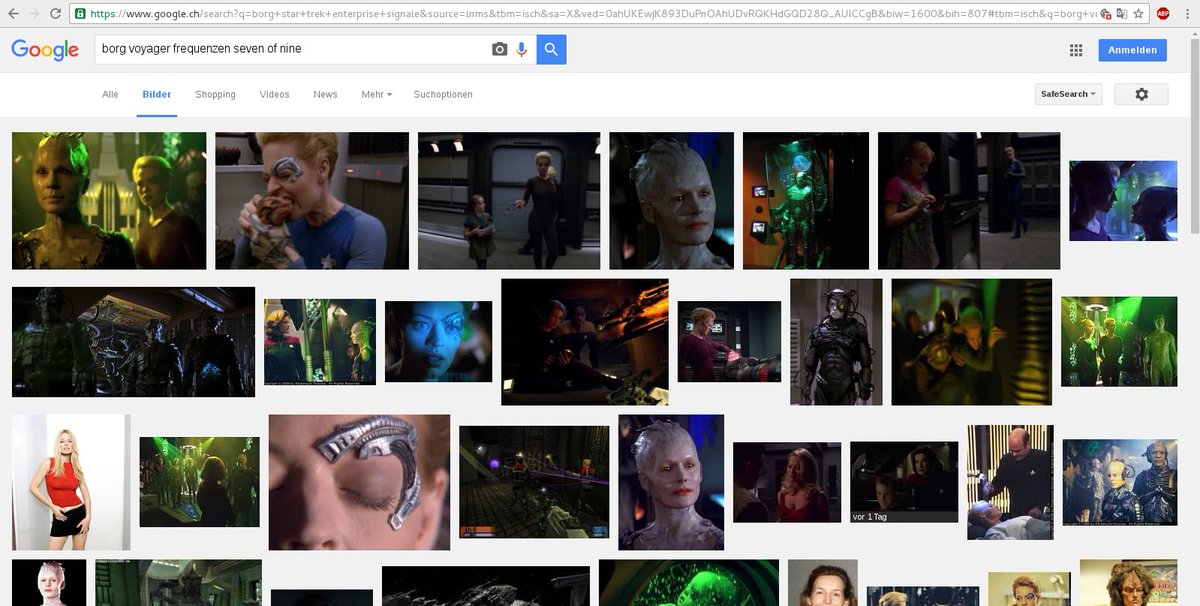 https://www.google.ch/search?q=borg+star+trek+enterprise+signale&source=lnms&tbm=isch&sa=X&ved=0ahUKEwjK893DuPnOAhUDvRQKHdGQD28Q_AUICCgB&biw=1600&bih=807#tbm=isch&q=borg+v
ABP
Google
borg voyager frequenzen seven of nine
Anmelden
Alle
Bilder
Shopping
Videos
News
Mehr
Suchoptionen
SafeSearch
vor 1 Tag